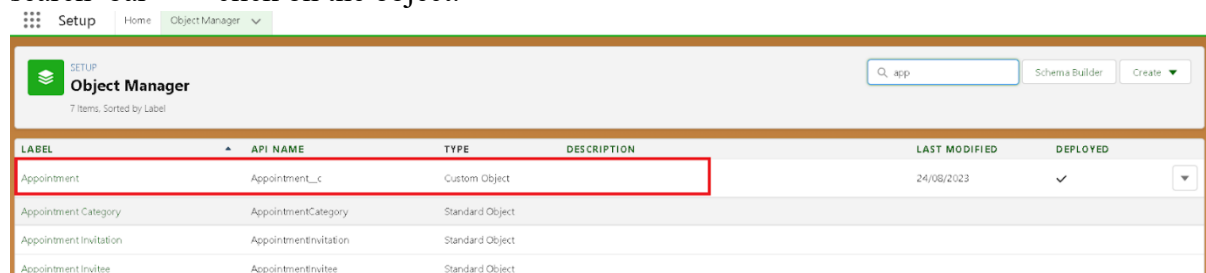 Setup Home Object Manager
SETUP
Object Manager
7 Items, Sorted by Label
app
Schema Builder
Create
LABEL API NAME TYPE DESCRIPTION LAST MODIFIED DEPLOYED
Appointment Appointment__c Custom Object 24/08/2023
Appointment Category AppointmentCategory Standard Object
Appointment Invitation AppointmentInvitation Standard Object
Appointment Invitee AppointmentInvitee Standard Object